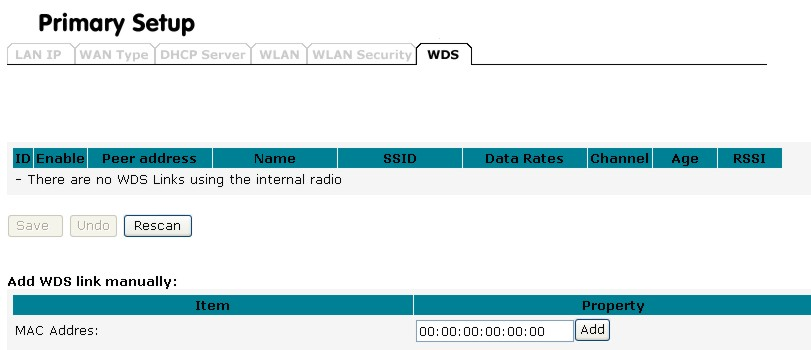 Primary Setup
LAN IP WAN Type DHCP Server WLAN WLAN Security WDS
ID Enable Peer address Name SSID Data Rates Channel Age RSSI
- There are no WDS Links using the internal radio
Save Undo Rescan
Add WDS link manually:
Item Property
MAC Addres: 00:00:00:00:00:00 Add